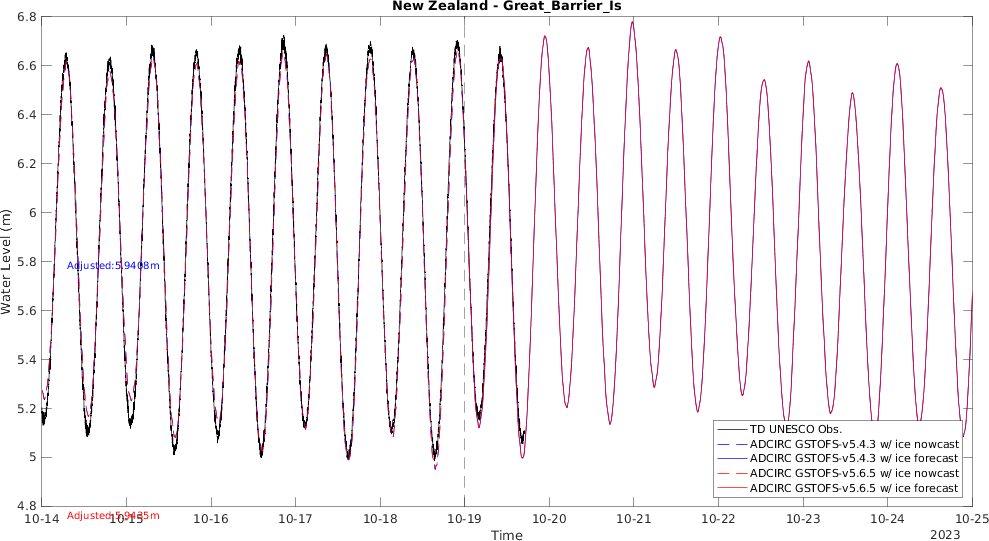 New Zealand - Great_Barrier_Is
6.8
6.6
6.4
6.2
6
5.8
5.6
5.4
5.2
5
4.8
Water Level (m)
Adjusted:5.9408m
Adjusted:5.9435m
TD UNESCO Obs.
ADCIRC GSTOFS-v5.4.3 w/ ice nowcast
ADCIRC GSTOFS-v5.4.3 w/ ice forecast
ADCIRC GSTOFS-v5.6.5 w/ ice nowcast
ADCIRC GSTOFS-v5.6.5 w/ ice forecast
10-14 10-15 10-16 10-17 10-18 10-19 10-20 10-21 10-22 10-23 10-24 10-25
Time
2023